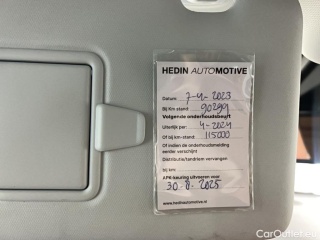 HEDIN AUTOMOTIVE
Datum: 7-4-2023
Bij Km-stand: 90299
Volgende onderhoudsbeurt
Uiterlijk per: 4-2024
Of bij km-stand: 115000
Of indien de onderhoudsmelding
eerder verschijnt
Distributie/tandriem vervangen
bij km:
APK-keuring uitvoeren voor
30-8-2025
www.hedinautomotive.nl
CarOutlet.eu